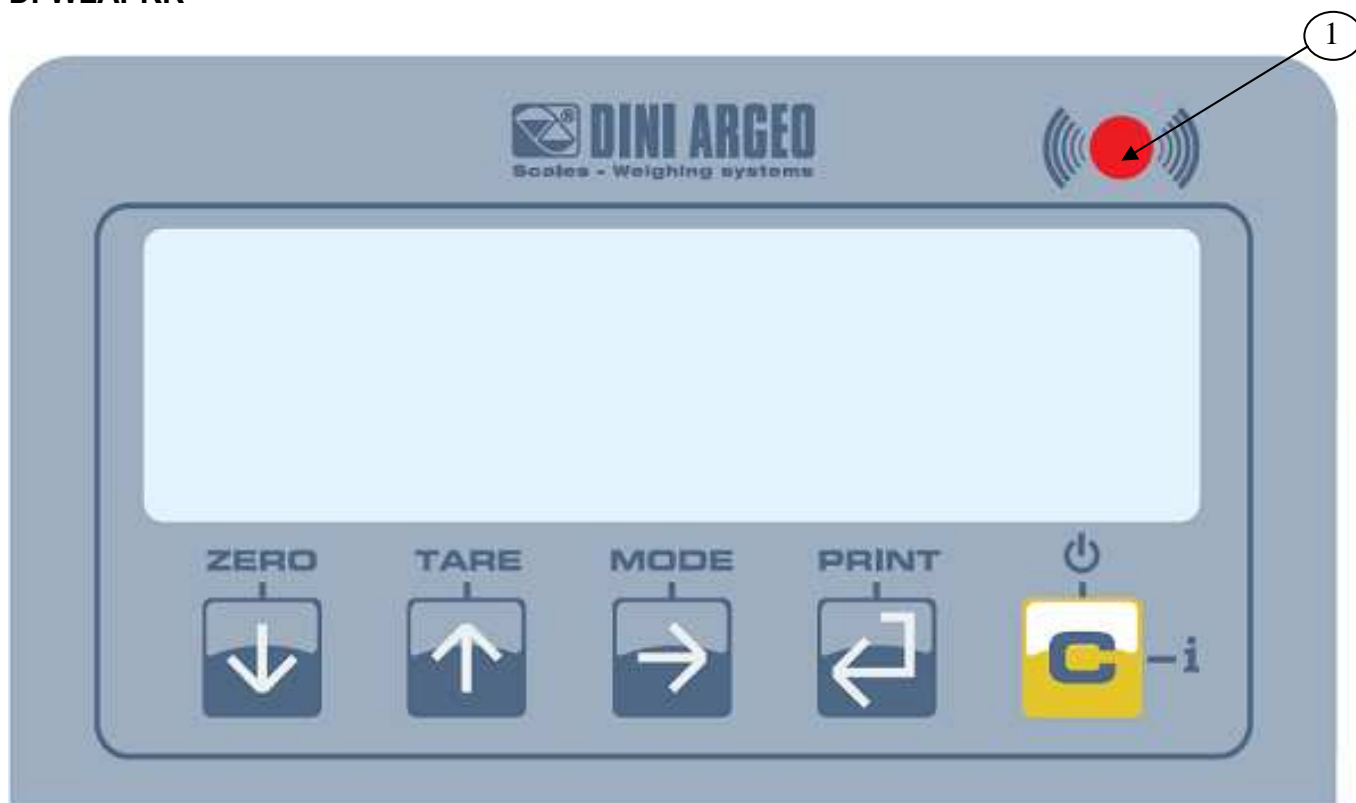 1
® DINI ARGEO
Scales - Weighing systems
ZERO TARE MODE PRINT
C i